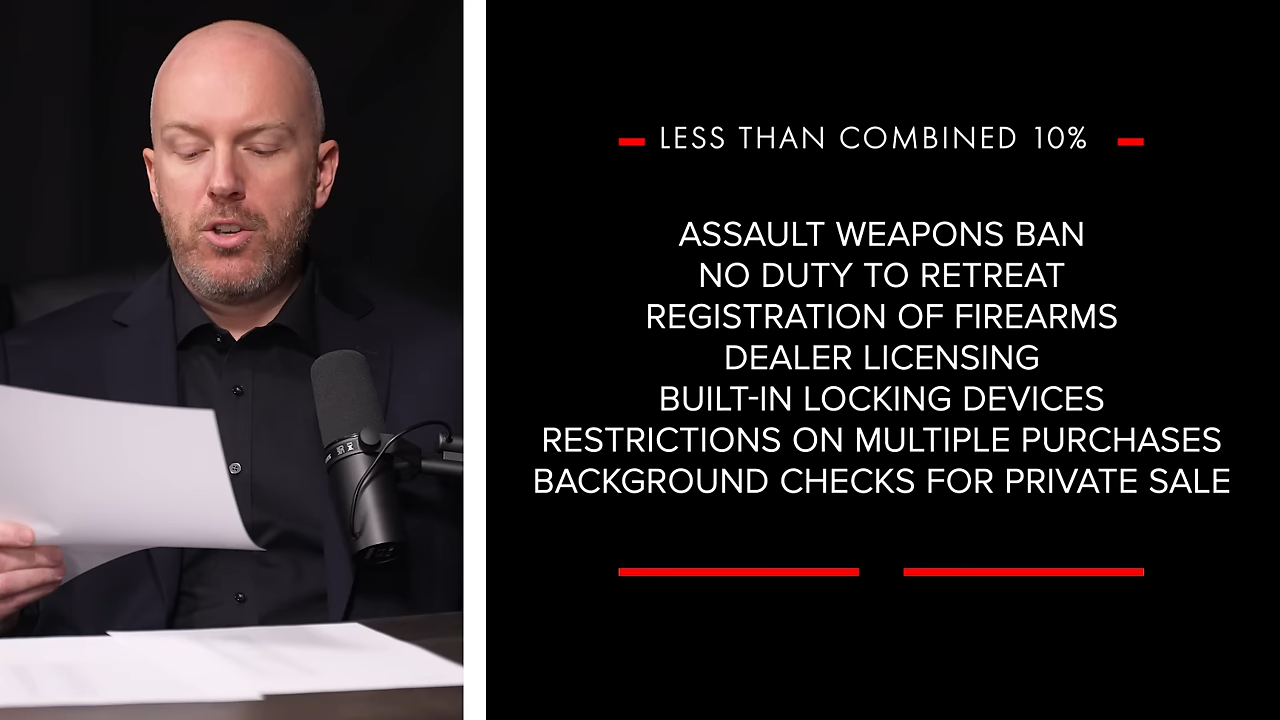 LESS THAN COMBINED 10%
ASSAULT WEAPONS BAN
NO DUTY TO RETREAT
REGISTRATION OF FIREARMS
DEALER LICENSING
BUILT-IN LOCKING DEVICES
RESTRICTIONS ON MULTIPLE PURCHASES
BACKGROUND CHECKS FOR PRIVATE SALE